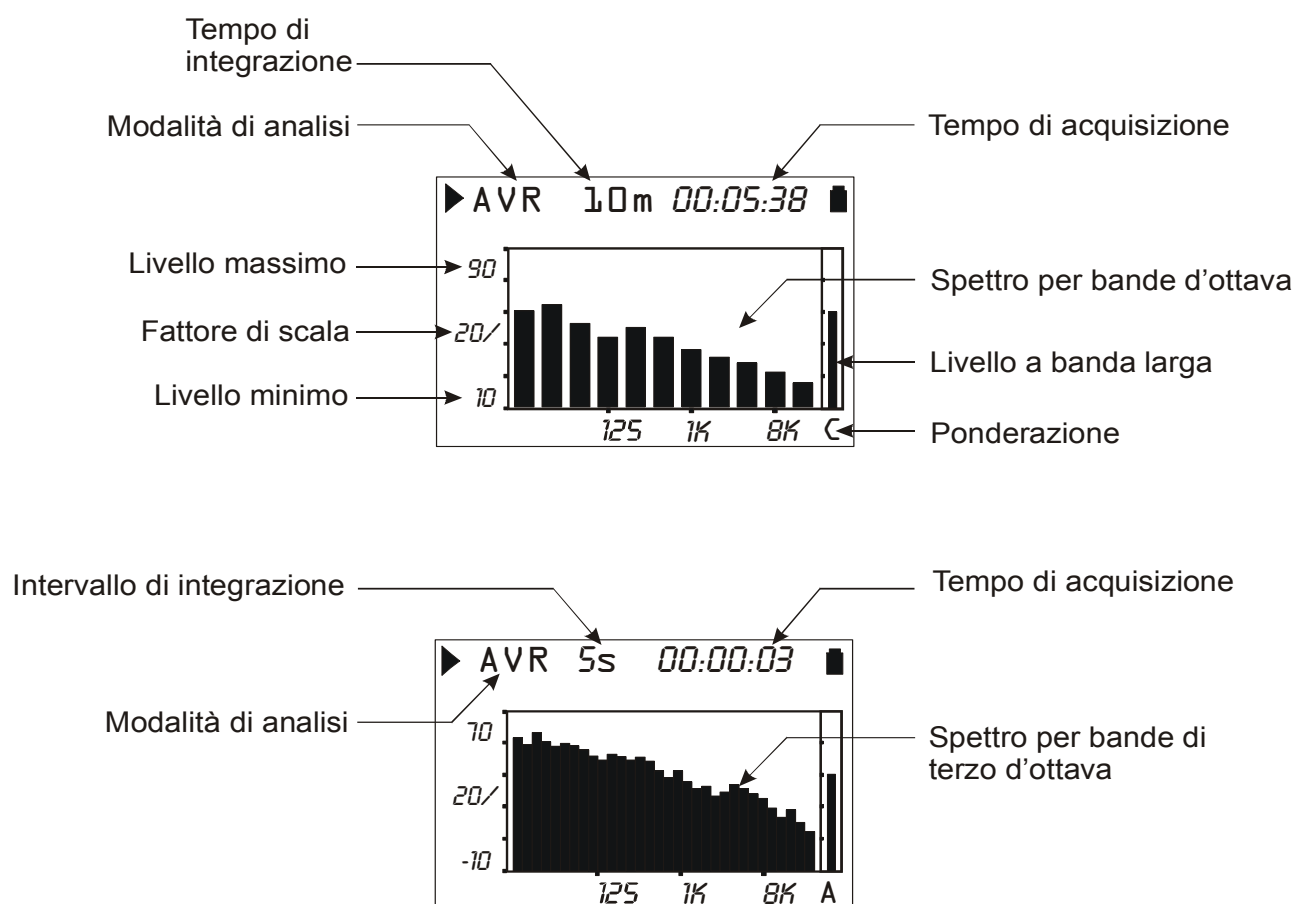 Tempo di
integrazione
Modalità di analisi
Tempo di acquisizione
AVR 10m 00:05:38
Livello massimo
90
Spettro per bande d'ottava
Fattore di scala
20/
Livello a banda larga
Livello minimo
10
125 1K 8K C
Ponderazione
Intervallo di integrazione
Tempo di acquisizione
AVR 5s 00:00:03
Modalità di analisi
70
Spettro per bande di
terzo d'ottava
20/
-10
125 1K 8K A